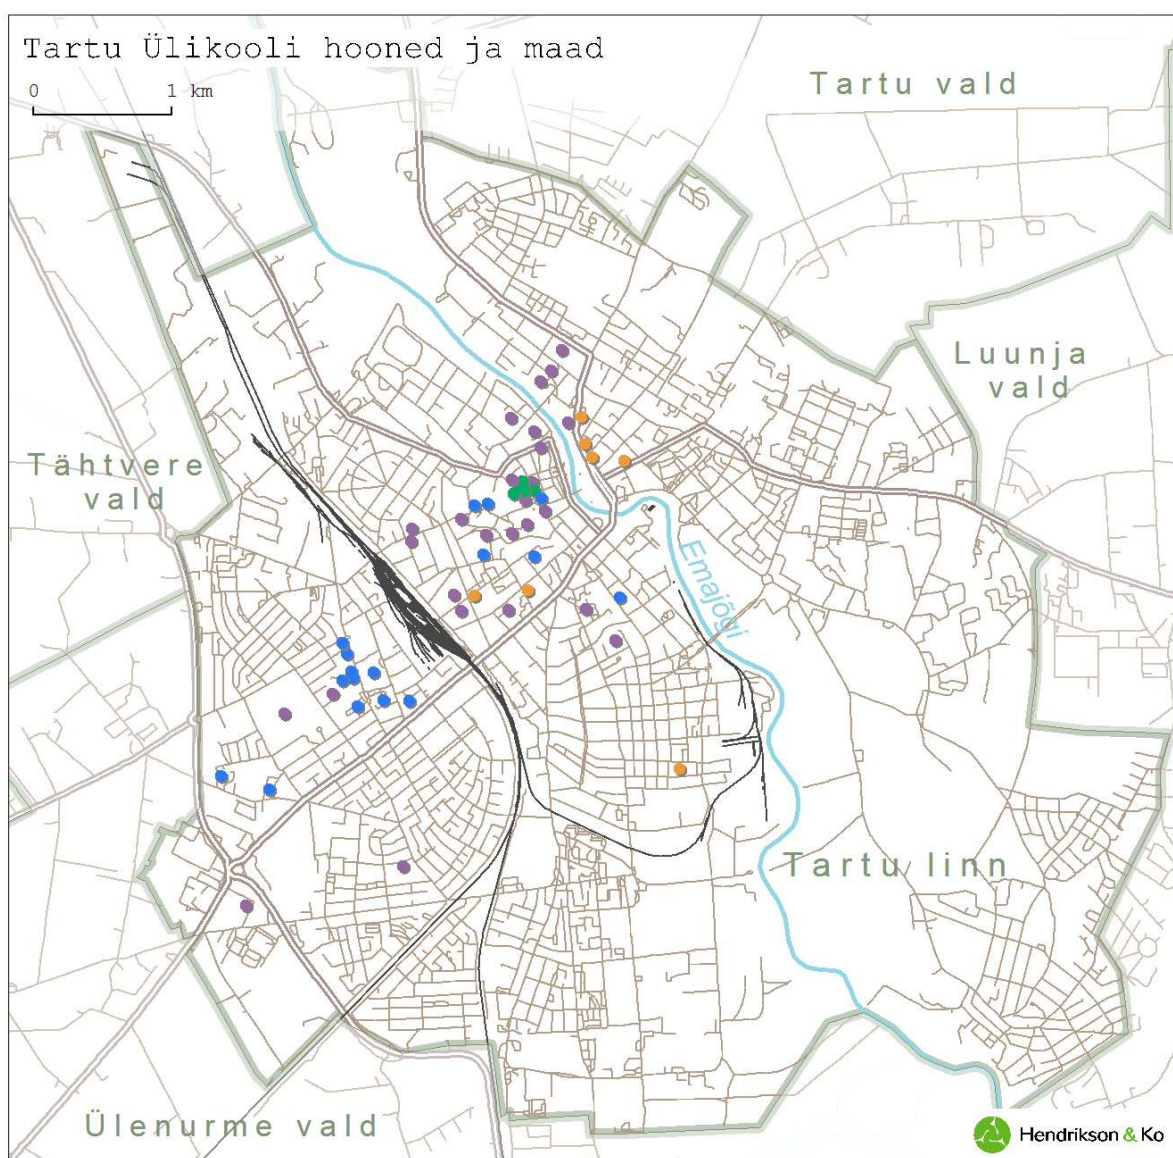 Tartu Ülikooli hooned ja maad
0 1 km
Tartu vald
Luunja
vald
Tähtvere
vald
Emajõgi
Tartu linn
Ülenurme vald
Hendrikson & Ko